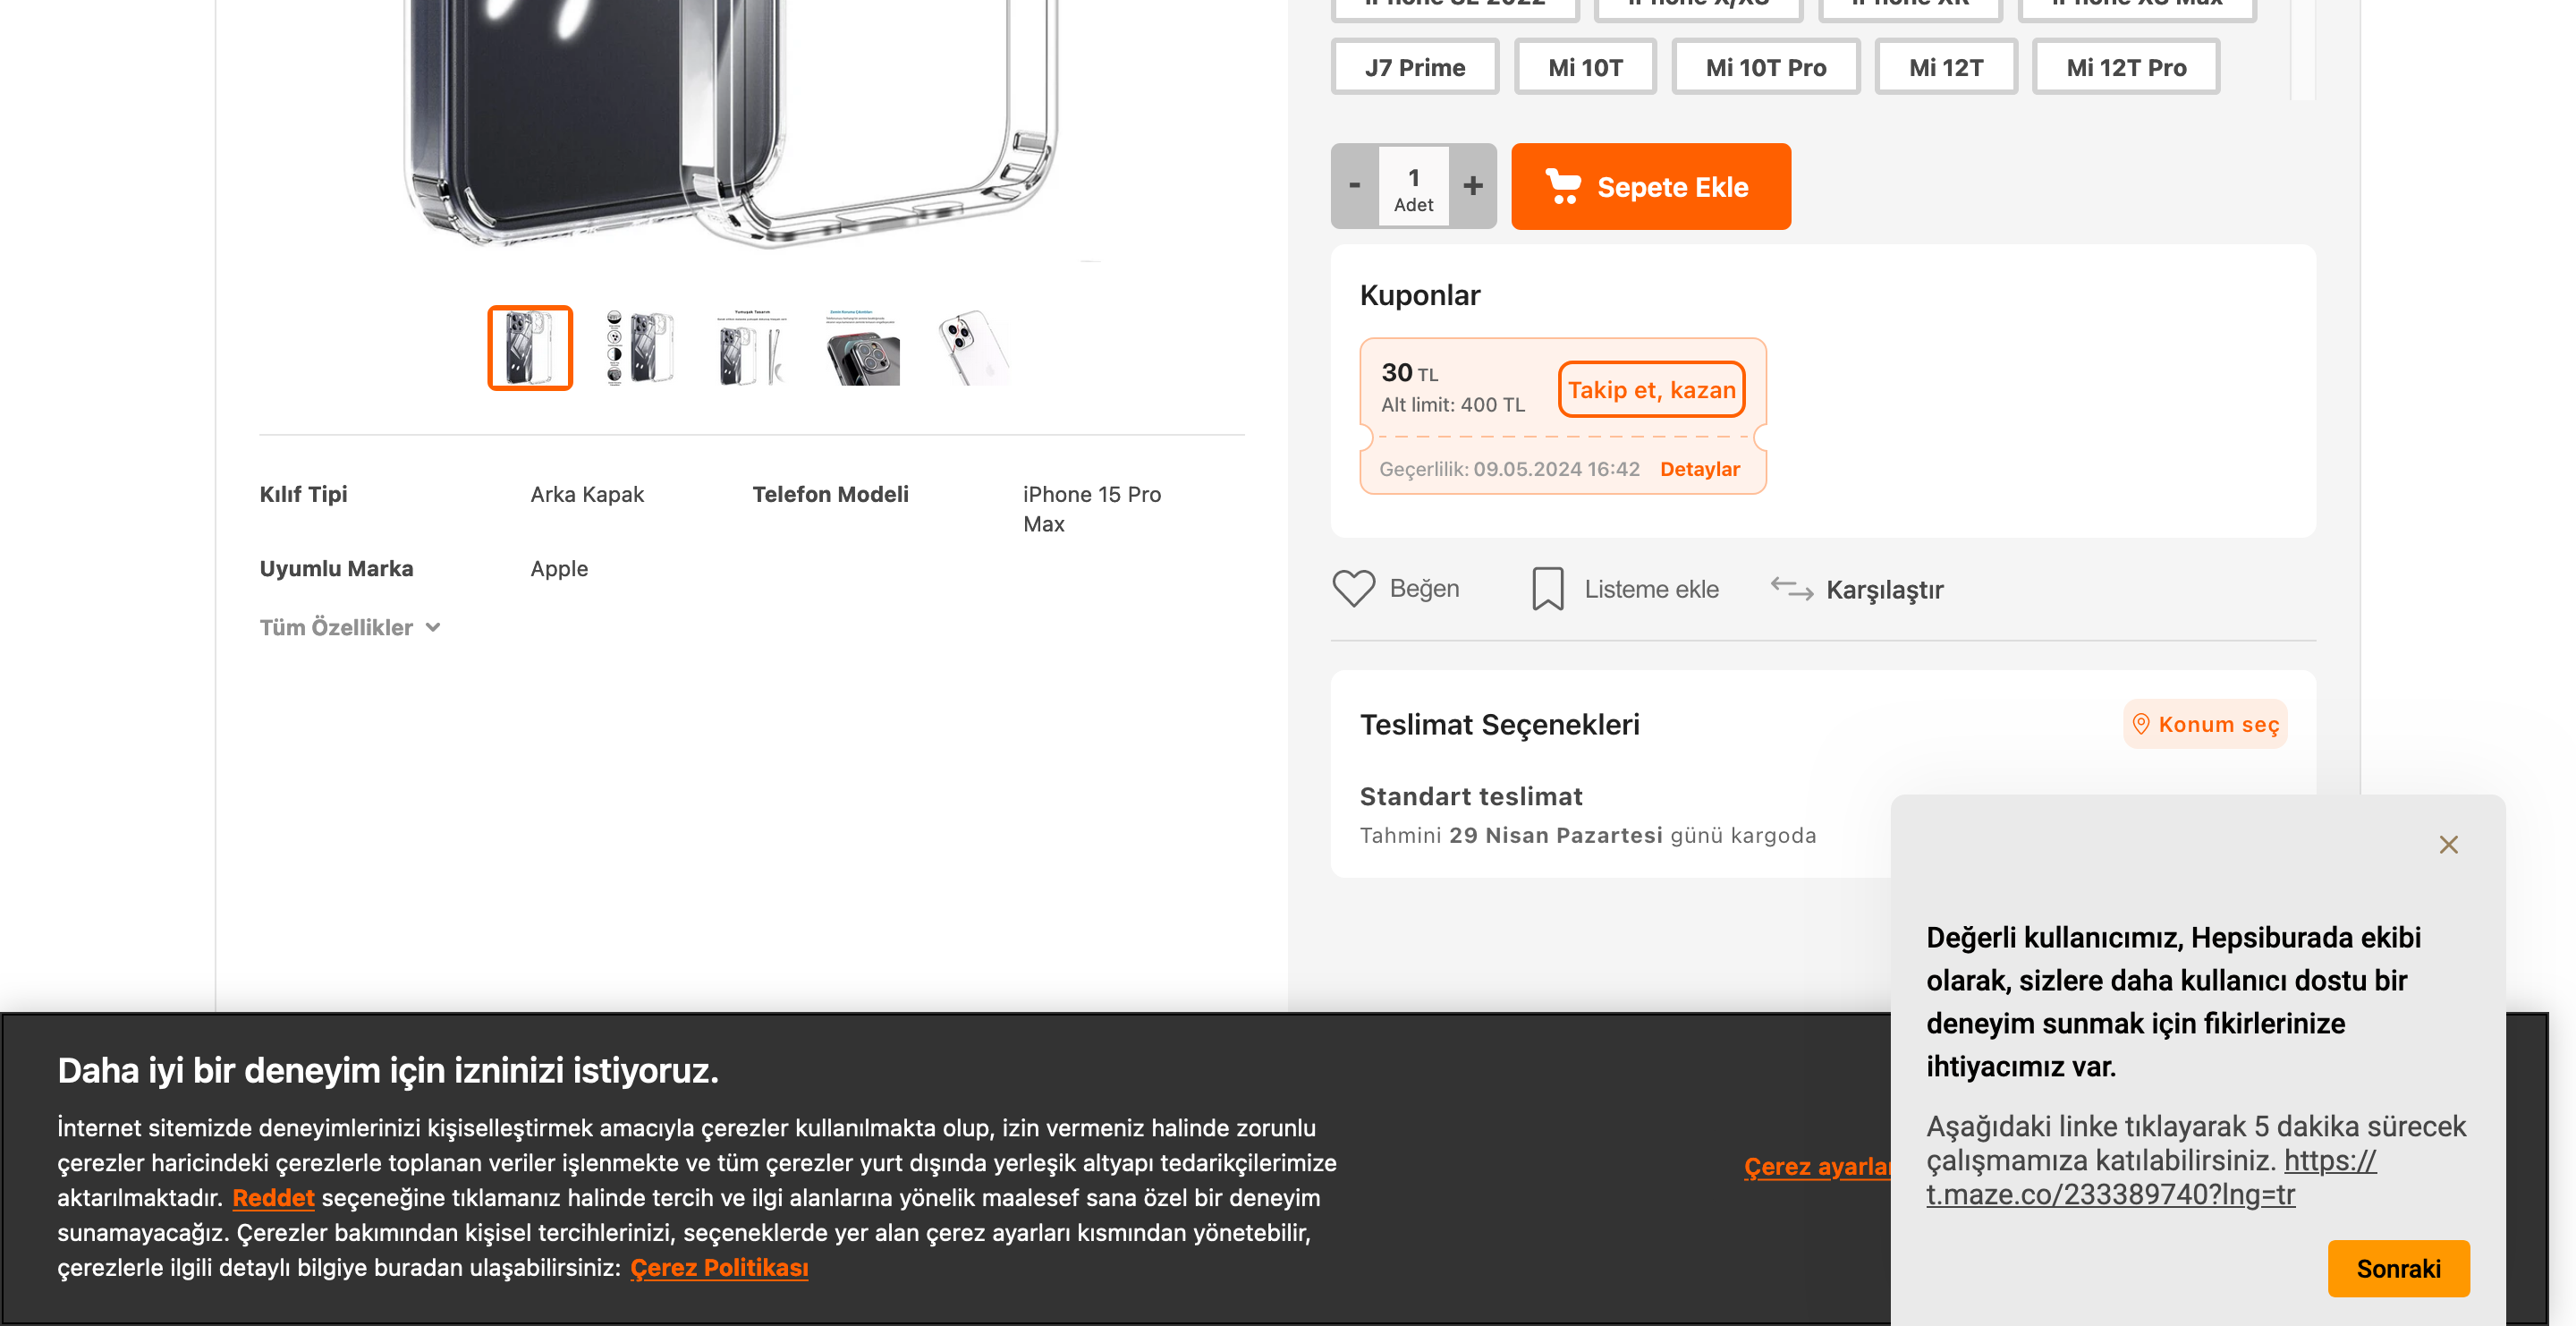 J7 Prime
Mi 10T
Mi 10T Pro
Mi 12T
Mi 12T Pro
-
1
Adet
+
Sepete Ekle
Kuponlar
30 TL
Alt limit: 400 TL
Takip et, kazan
Geçerlilik: 09.05.2024 16:42
Detaylar
Kılıf Tipi
Arka Kapak
Telefon Modeli
iPhone 15 Pro
Max
Uyumlu Marka
Apple
Tüm Özellikler
Beğen
Listeme ekle
Karşılaştır
Teslimat Seçenekleri
Konum seç
Standart teslimat
Tahmini 29 Nisan Pazartesi günü kargoda
Daha iyi bir deneyim için izninizi istiyoruz.
İnternet sitemizde deneyimlerinizi kişiselleştirmek amacıyla çerezler kullanılmakta olup, izin vermeniz halinde zorunlu
çerezler haricindeki çerezlerle toplanan veriler işlenmekte ve tüm çerezler yurt dışında yerleşik altyapı tedarikçilerimize
aktarılmaktadır. Reddet seçeneğine tıklamanız halinde tercih ve ilgi alanlarına yönelik maalesef sana özel bir deneyim
sunamayacağız. Çerezler bakımından kişisel tercihlerinizi, seçeneklerde yer alan çerez ayarları kısmından yönetebilir,
çerezlerle ilgili detaylı bilgiye buradan ulaşabilirsiniz: Çerez Politikası
Çerez ayarlar
Değerli kullanıcımız, Hepsiburada ekibi
olarak, sizlere daha kullanıcı dostu bir
deneyim sunmak için fikirlerinize
ihtiyacımız var.
Aşağıdaki linke tıklayarak 5 dakika sürecek
çalışmamıza katılabilirsiniz. https://
t.maze.co/233389740?lng=tr
Sonraki